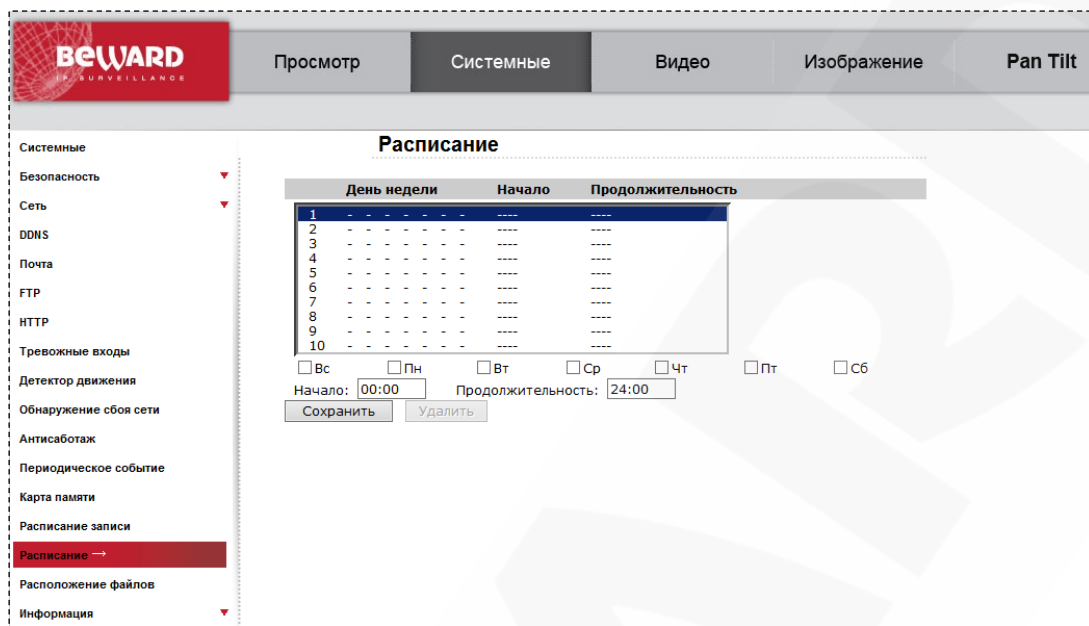 BEWARD
IP SURVEILLANCE
Просмотр Системные Видео Изображение Pan Tilt
Системные
Безопасность
Сеть
DDNS
Почта
FTP
HTTP
Тревожные входы
Детектор движения
Обнаружение сбоя сети
Антисаботаж
Периодическое событие
Карта памяти
Расписание записи
Расписание →
Расположение файлов
Информация
Расписание
День недели Начало Продолжительность
1 - - - - - - - ---- ----
2 - - - - - - - ---- ----
3 - - - - - - - ---- ----
4 - - - - - - - ---- ----
5 - - - - - - - ---- ----
6 - - - - - - - ---- ----
7 - - - - - - - ---- ----
8 - - - - - - - ---- ----
9 - - - - - - - ---- ----
10 - - - - - - - ---- ----
Вс Пн Вт Ср Чт Пт Сб
Начало: 00:00 Продолжительность: 24:00
Сохранить Удалить